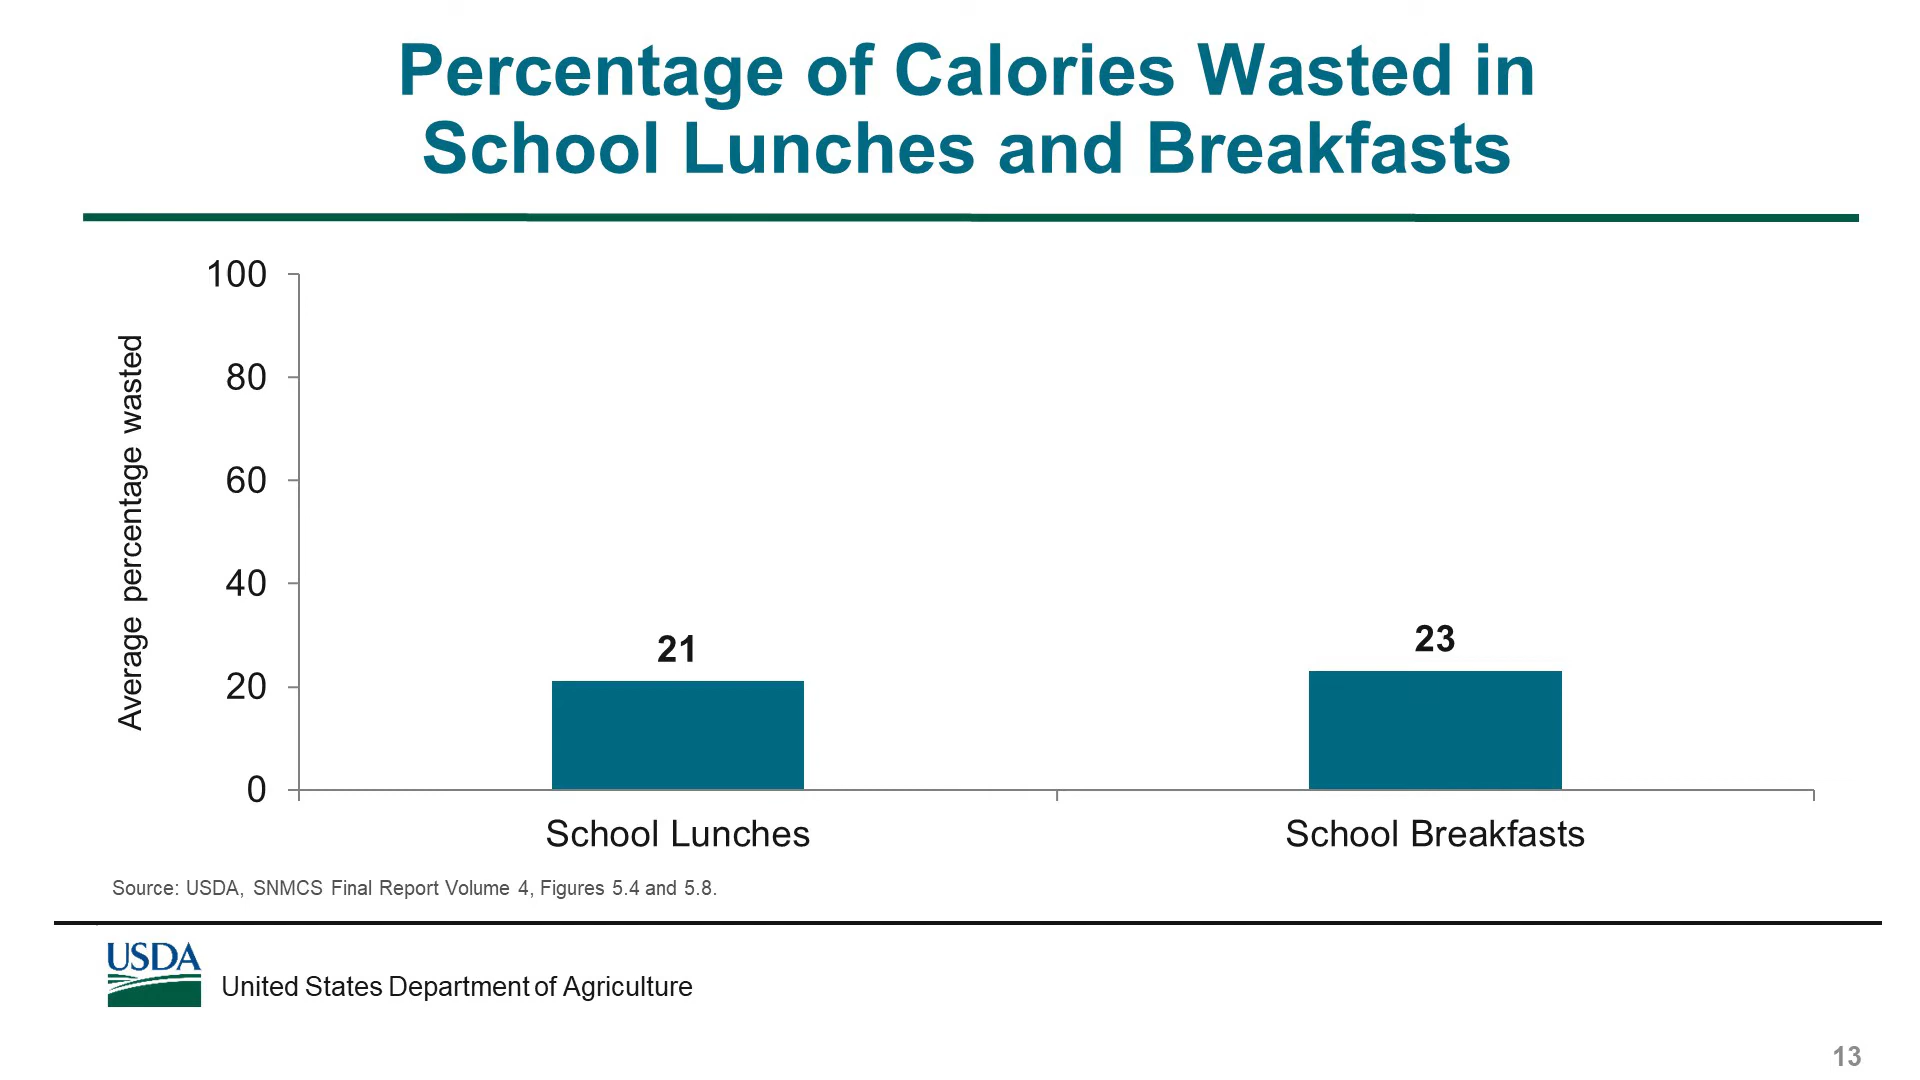 Percentage of Calories Wasted in
School Lunches and Breakfasts
Average percentage wasted
100
80
60
40
20
0
21
23
School Lunches
School Breakfasts
Source: USDA, SNMCS Final Report Volume 4, Figures 5.4 and 5.8.
USDA
United States Department of Agriculture
13